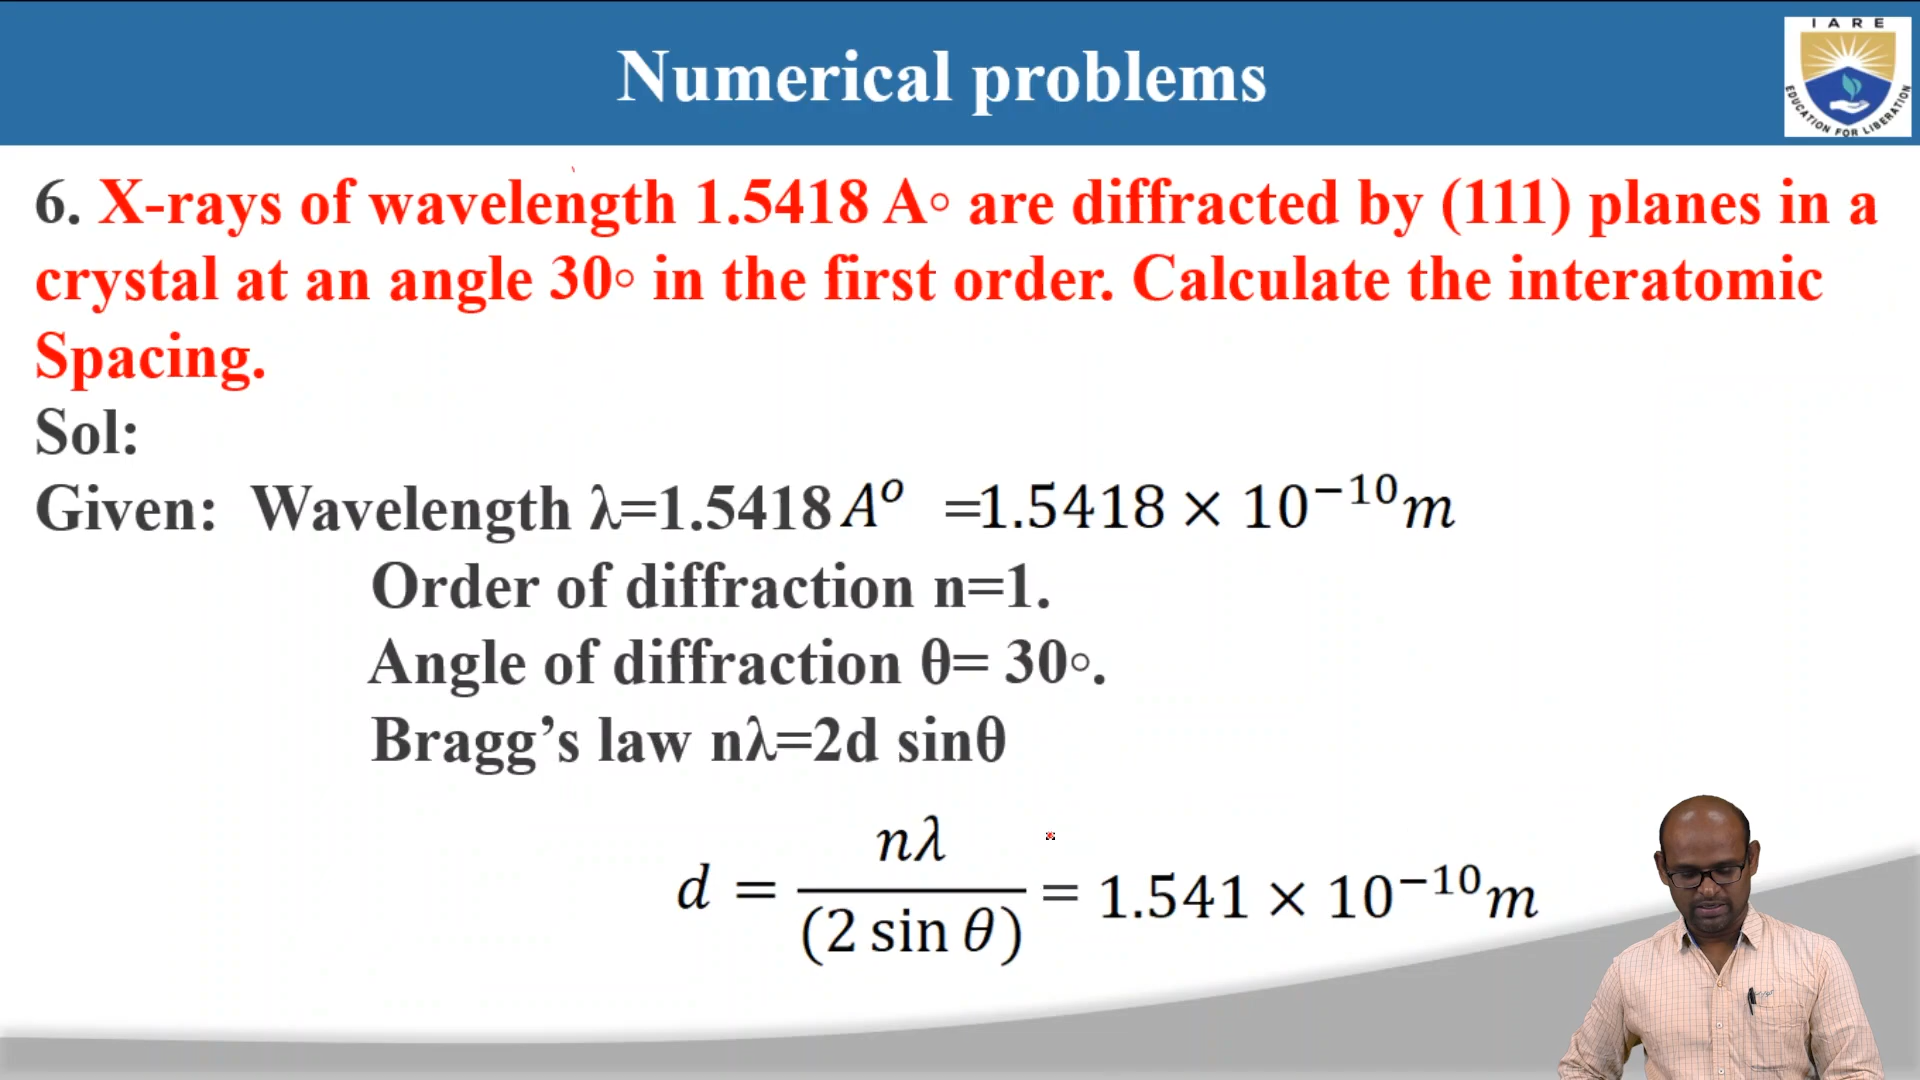 Numerical problems
IARE
EDUCATION FOR LIBERATION
6. X-rays of wavelength 1.5418 A◦ are diffracted by (111) planes in a
crystal at an angle 30◦ in the first order. Calculate the interatomic
Spacing.
Sol:
Given: Wavelength λ=1.5418 Aᵒ =1.5418 × 10⁻¹⁰m
Order of diffraction n=1.
Angle of diffraction θ= 30◦.
Bragg’s law nλ=2d sinθ
d = nλ / (2 sin θ) = 1.541 × 10⁻¹⁰m